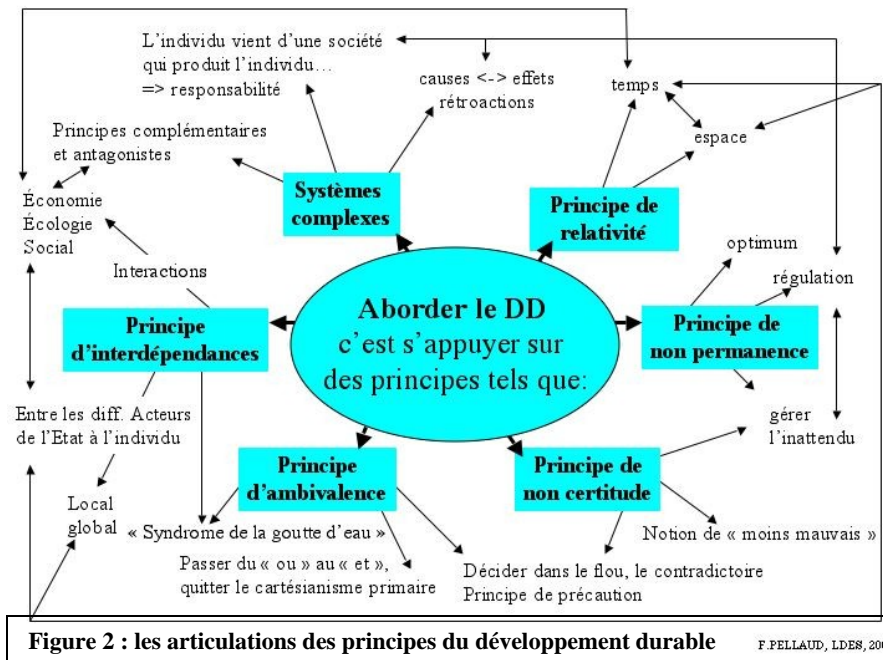 L'individu vient d'une société
qui produit l'individu…
=> responsabilité
causes <-> effets
rétroactions
temps
espace
Principes complémentaires
et antagonistes
Systèmes
complexes
Principe de
relativité
Économie
Écologie
Social
Interactions
optimum
régulation
Principe
d'interdépendances
Aborder le DD
c'est s'appuyer sur
des principes tels que:
Principe de
non permanence
Entre les diff. Acteurs
de l'Etat à l'individu
gérer
l'inattendu
Principe
d'ambivalence
Principe de
non certitude
Local
global
« Syndrome de la goutte d'eau »
Notion de « moins mauvais »
Passer du « ou » au « et »,
quitter le cartésianisme primaire
Décider dans le flou, le contradictoire
Principe de précaution
Figure 2 : les articulations des principes du développement durable
F.PELLAUD, LDES,